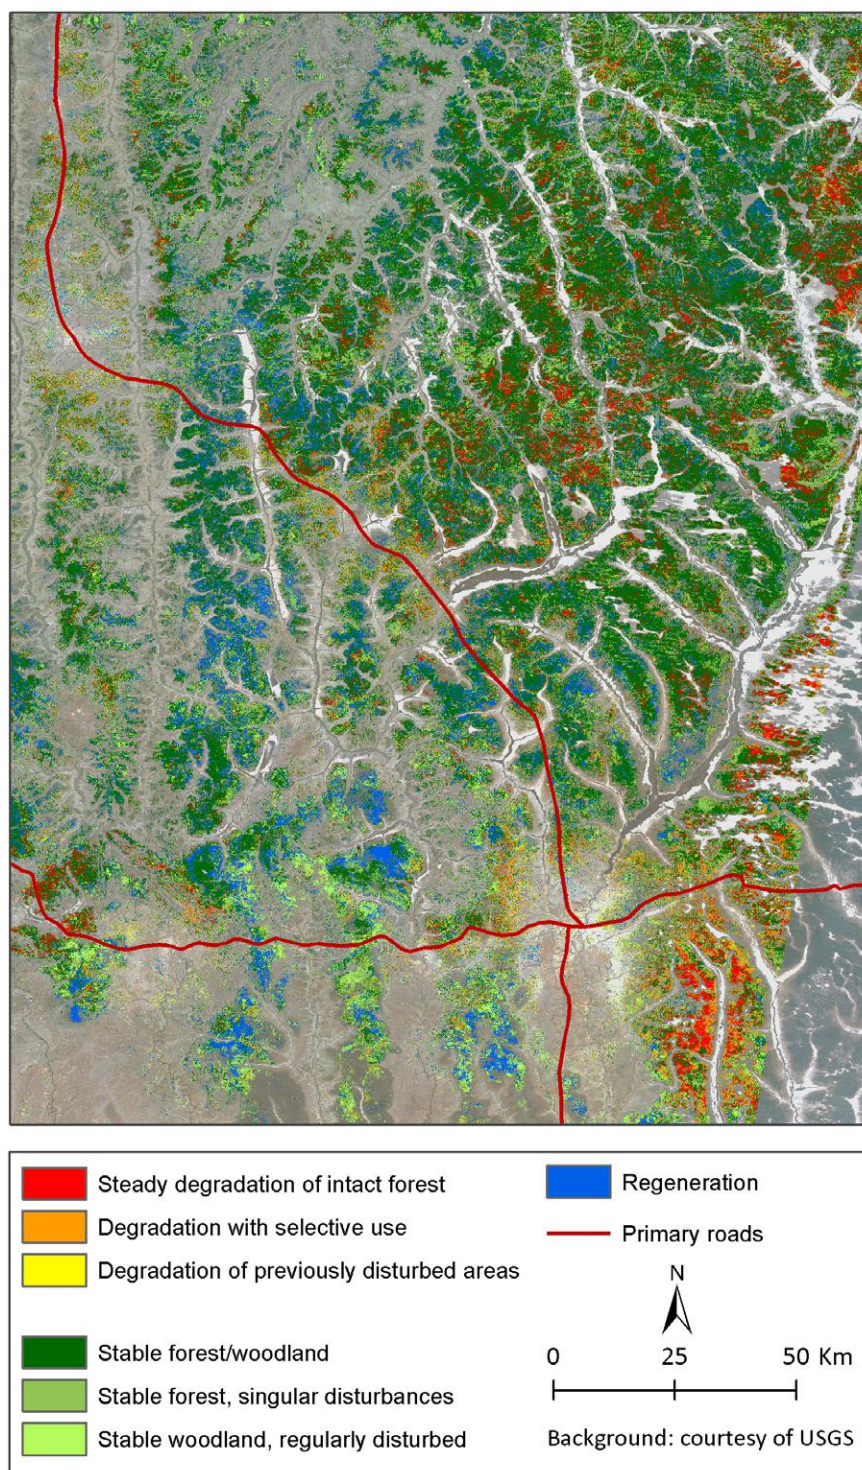 Steady degradation of intact forest
Degradation with selective use
Degradation of previously disturbed areas
Stable forest/woodland
Stable forest, singular disturbances
Stable woodland, regularly disturbed
Regeneration
Primary roads
N
0 25 50 Km
Background: courtesy of USGS